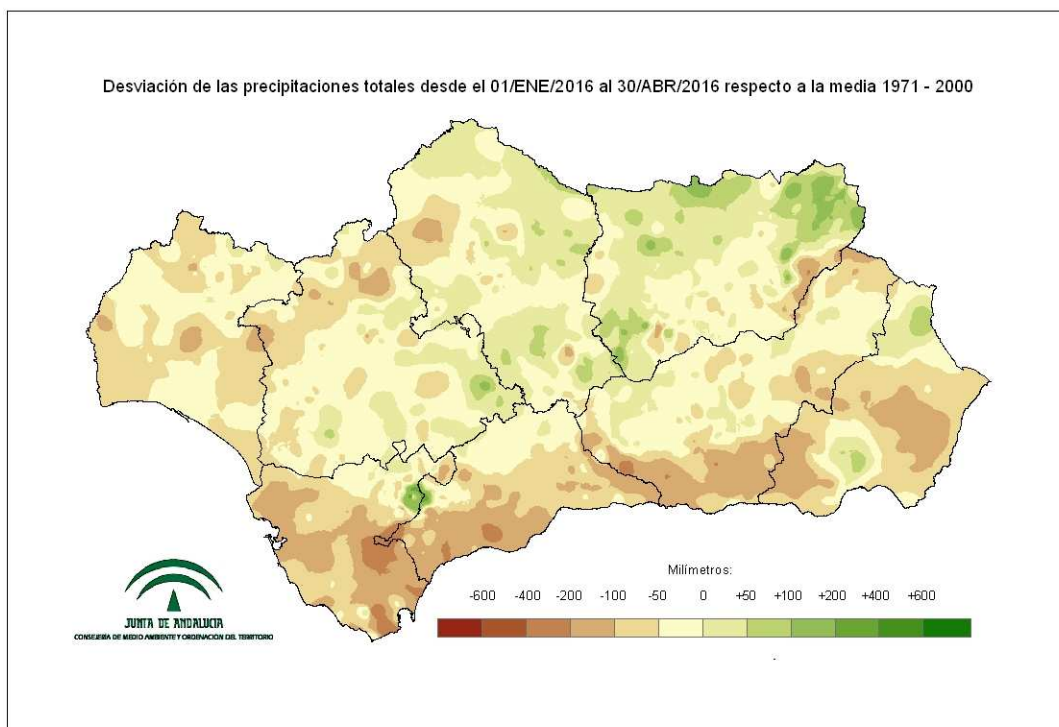 Desviación de las precipitaciones totales desde el 01/ENE/2016 al 30/ABR/2016 respecto a la media 1971 - 2000
Milímetros:
-600 -400 -200 -100 -50 0 +50 +100 +200 +400 +600
JUNTA DE ANDALUCIA
CONSEJERÍA DE MEDIO AMBIENTE Y ORDENACIÓN DEL TERRITORIO